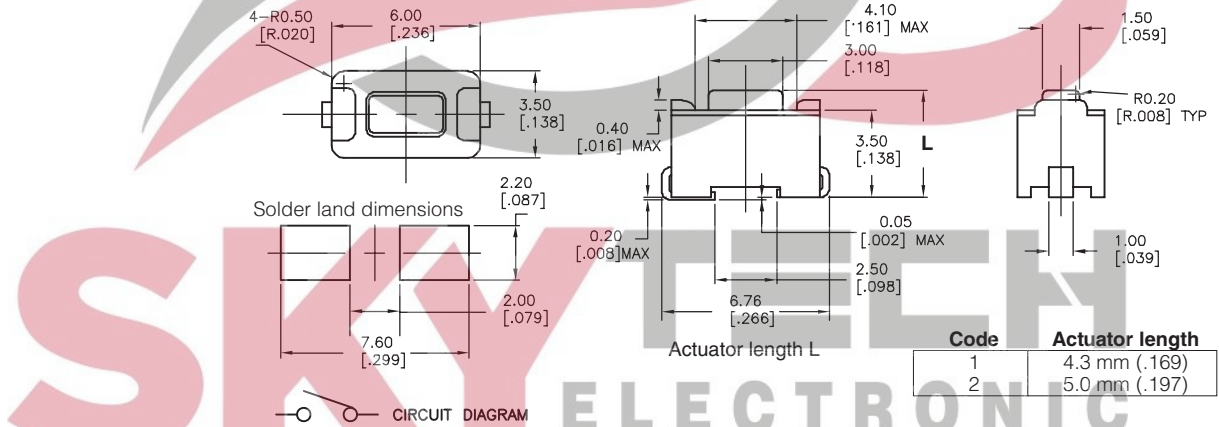 4-R0.50
[R.020]
6.00
[.236]
3.50
[.138]
4.10
[.161] MAX
3.00
[.118]
0.40
[.016] MAX
3.50
[.138]
L
1.50
[.059]
R0.20
[R.008] TYP
Solder land dimensions
2.20
[.087]
2.00
[.079]
7.60
[.299]
0.20
[.008]MAX
0.05
[.002] MAX
2.50
[.098]
6.76
[.266]
Actuator length L
1.00
[.039]
Code Actuator length
1 4.3 mm (.169)
2 5.0 mm (.197)
CIRCUIT DIAGRAM
SKYTECH
ELECTRONIC